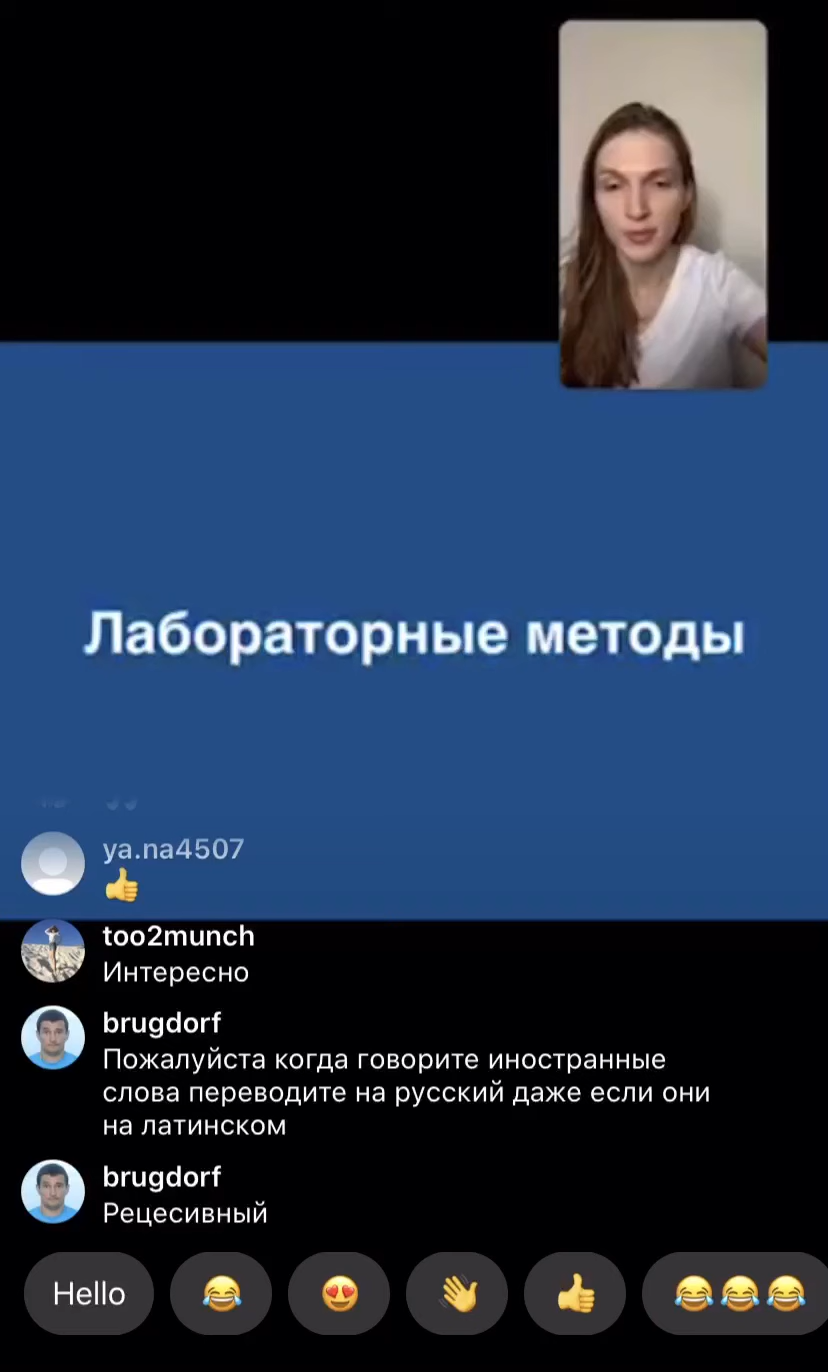 Лабораторные методы
ya.na4507
👍
too2munch
Интересно
brugdorf
Пожалуйста когда говорите иностранные
слова переводите на русский даже если они
на латинском
brugdorf
Рецесивный
Hello 😂 😍 👋 👍 😂😂😂